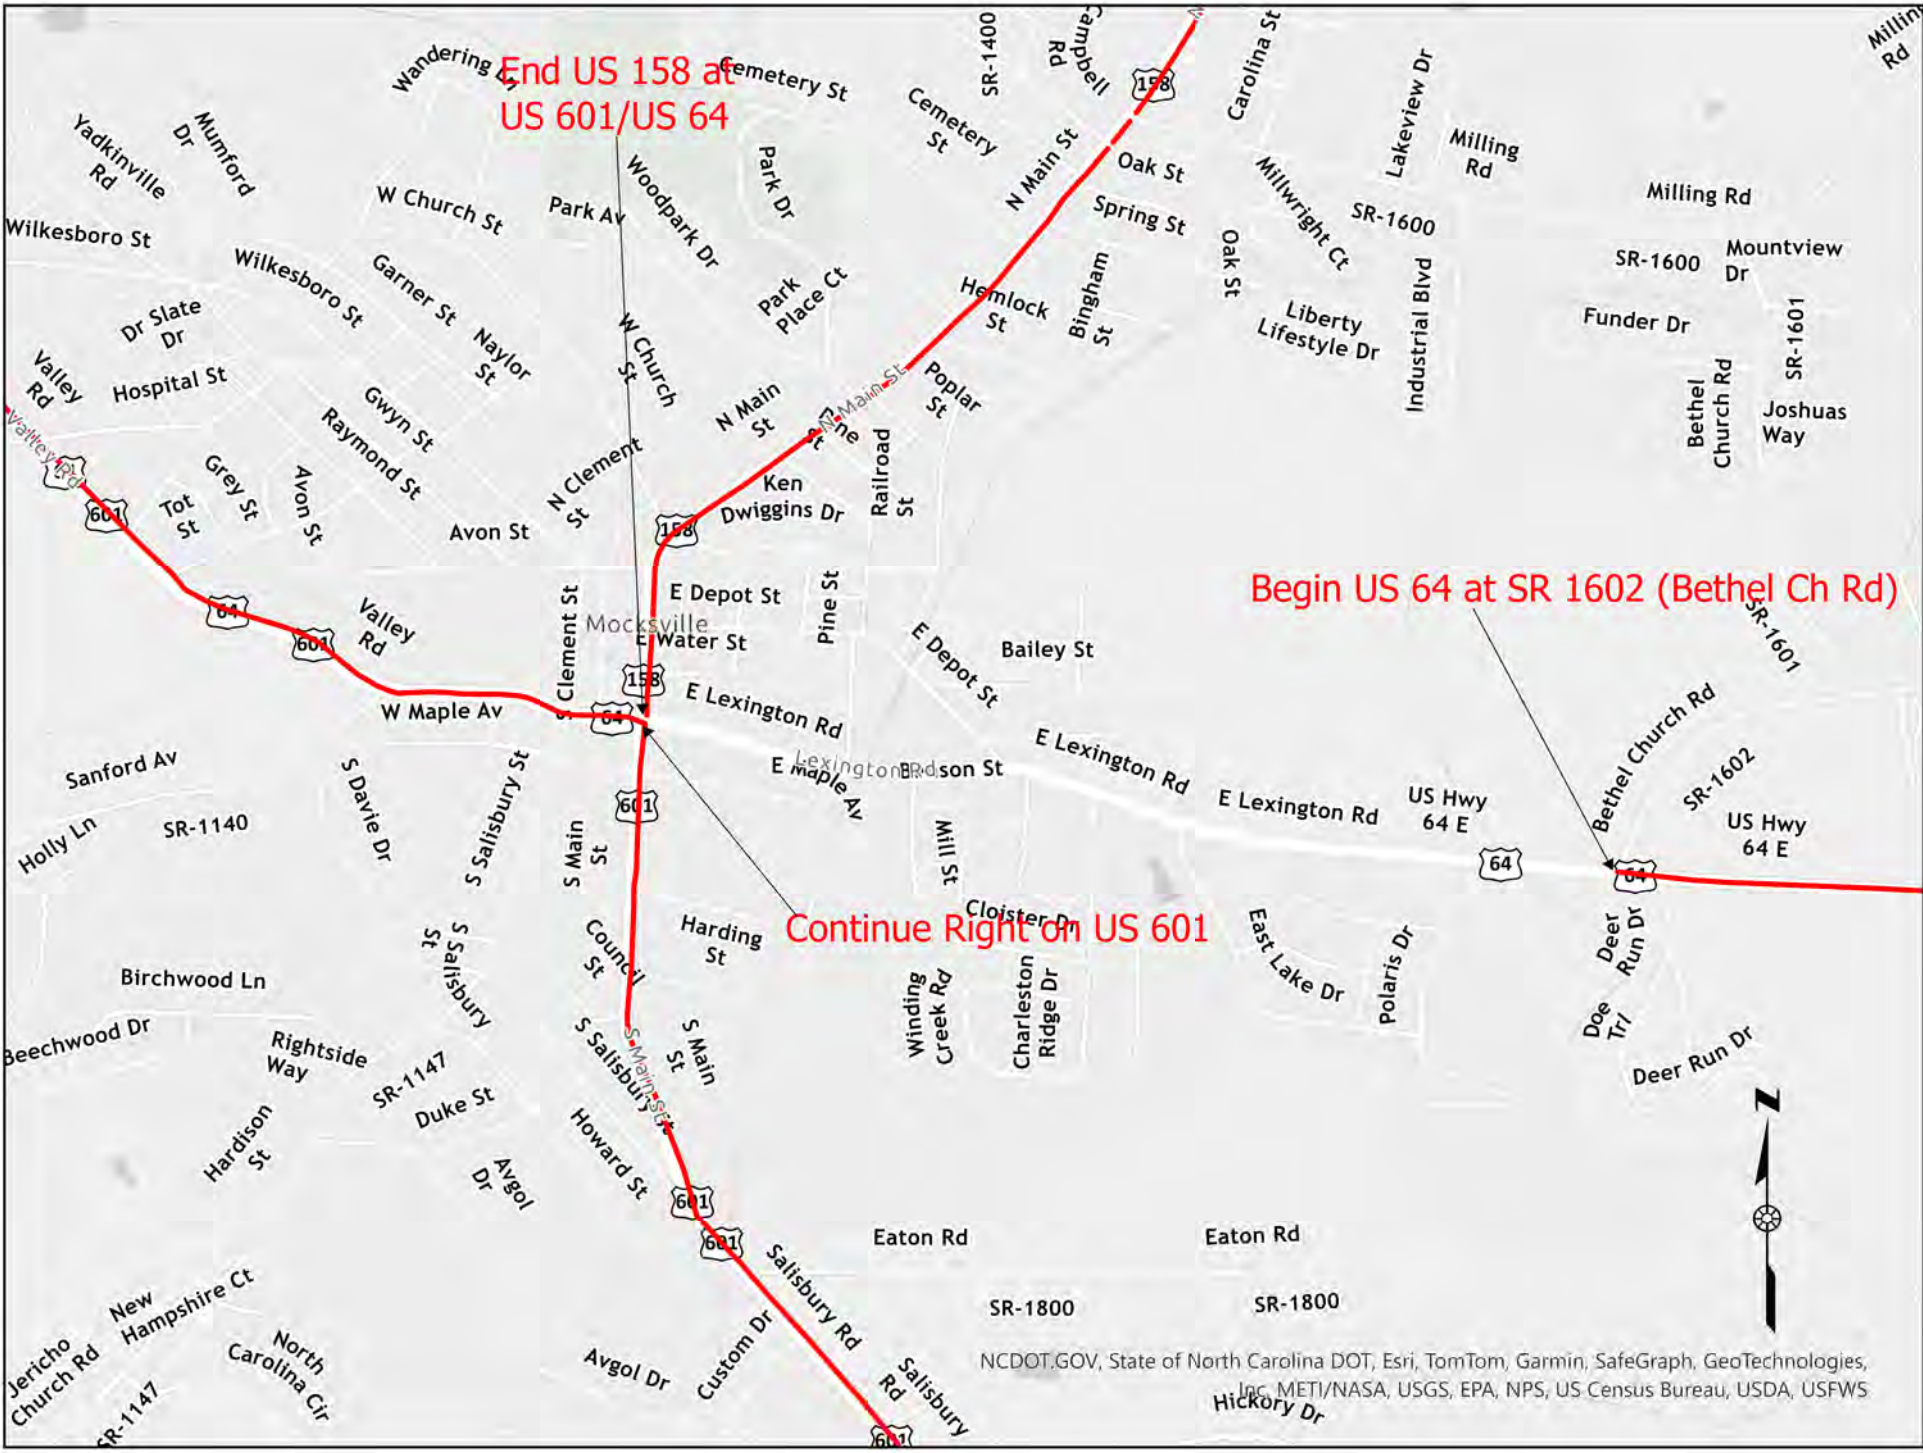 Wandering Ln
End US 158 at
US 601/US 64
Cemetery St
SR-1400
Campbell
Rd
158
Carolina St
Lakeview Dr
Milling
Rd
Yadkinville
Rd
Mumford
Dr
Cemetery
St
N Main St
Oak St
Milling
Rd
Park Dr
Woodpark Dr
W Church St
Park Av
Spring St
Millwright Ct
SR-1600
Milling Rd
Wilkesboro St
Wilkesboro St
Garner St
Park
Place Ct
Hemlock
St
Bingham
St
Oak St
Industrial Blvd
SR-1600
Mountview
Dr
Dr Slate
Dr
Naylor
St
W Church
St
Liberty
Lifestyle Dr
Funder Dr
SR-1601
Valley
Rd
Hospital St
Gwyn St
Raymond St
N Main
St
N Main St
Poplar
St
Bethel
Church Rd
Joshuas
Way
Valley Rd
601
Tot
St
Grey St
Avon St
Avon St
N Clement
St
158
Ken
Dwiggins Dr
Railroad
St
64
601
Valley
Rd
S Clement St
E Depot St
Mocksville
E Water St
Pine St
E Depot St
Bailey St
Begin US 64 at SR 1602 (Bethel Ch Rd)
SR-1601
158
64
W Maple Av
E Lexington Rd
Lexington Rd
E Maple Av
E Lexington Rd
Bethel Church Rd
SR-1602
Sanford Av
Holly Ln
SR-1140
S Davie Dr
S Salisbury St
601
S Main
St
Mill St
E Lexington Rd
US Hwy
64 E
64
64
US Hwy
64 E
Continue Right on US 601
Cloister Dr
S Salisbury
St
Council
St
Harding
St
East Lake Dr
Polaris Dr
Deer
Run Dr
Birchwood Ln
Beechwood Dr
Rightside
Way
SR-1147
Duke St
S Salisbury St
S Main St
S Main
St
Winding
Creek Rd
Charleston
Ridge Dr
Doe
Trl
Deer Run Dr
Hardison
St
Avgol
Dr
Howard St
601
601
Eaton Rd
Eaton Rd
Z
New
Hampshire Ct
North
Carolina Cir
Jericho
Church Rd
SR-1147
Avgol Dr
Custom Dr
Salisbury Rd
Salisbury
Rd
601
SR-1800
SR-1800
NCDOT.GOV, State of North Carolina DOT, Esri, TomTom, Garmin, SafeGraph, GeoTechnologies,
Inc, METI/NASA, USGS, EPA, NPS, US Census Bureau, USDA, USFWS
Hickory Dr